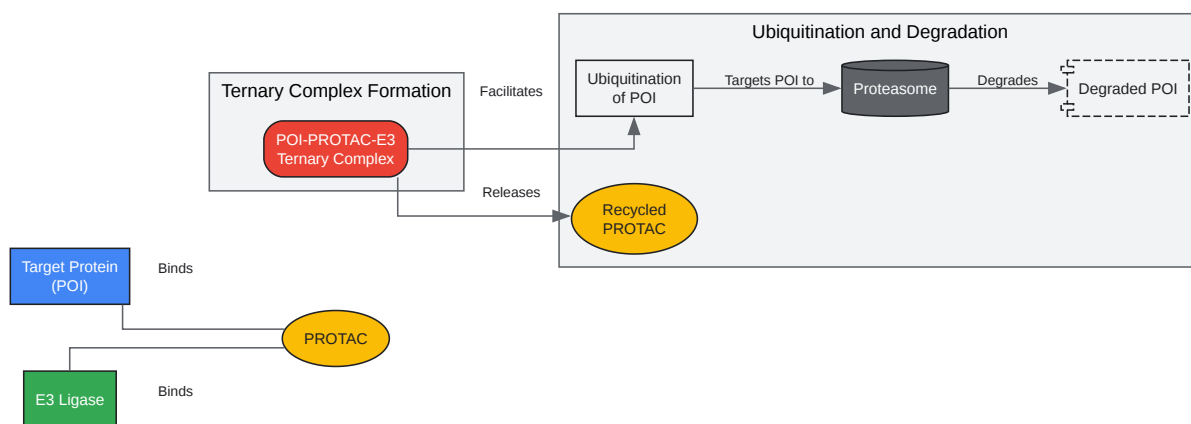 Ubiquitination and Degradation
Ternary Complex Formation
Facilitates
Ubiquitination
of POI
Targets POI to
Proteasome
Degrades
Degraded POI
POI-PROTAC-E3
Ternary Complex
Releases
Recycled
PROTAC
Target Protein
(POI)
Binds
PROTAC
E3 Ligase
Binds